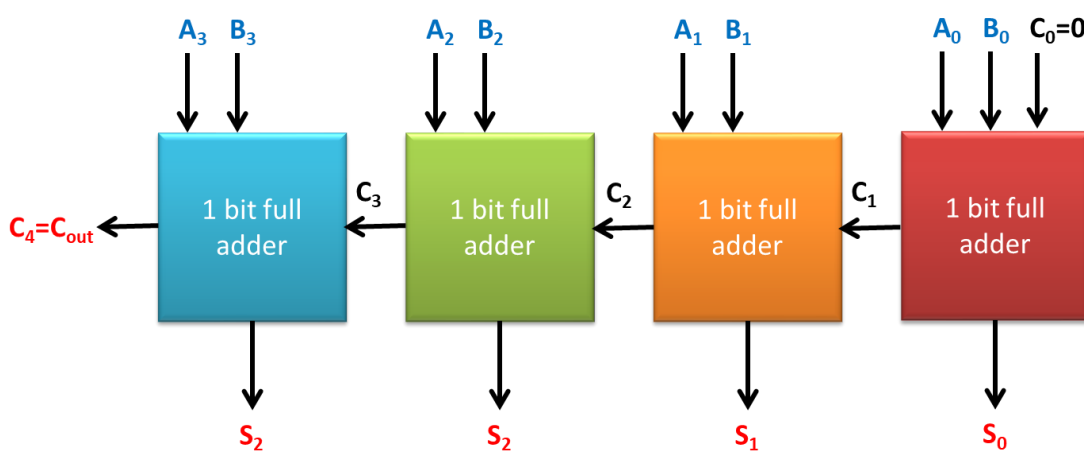 A₃ B₃ A₂ B₂ A₁ B₁ A₀ B₀ C₀=0
1 bit full
adder
1 bit full
adder
1 bit full
adder
1 bit full
adder
C₄=Cout
C₃
C₂
C₁
S₂ S₂ S₁ S₀